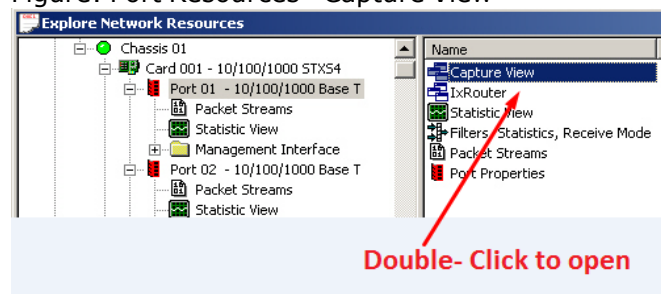 Figure: Port Resources - Capture View
Explore Network Resources
Chassis 01
Card 001 - 10/100/1000 STXS4
Port 01 - 10/100/1000 Base T
Packet Streams
Statistic View
Management Interface
Port 02 - 10/100/1000 Base T
Packet Streams
Statistic View
Name
Capture View
IxRouter
Statistic View
Filters, Statistics, Receive Mode
Packet Streams
Port Properties
Double- Click to open